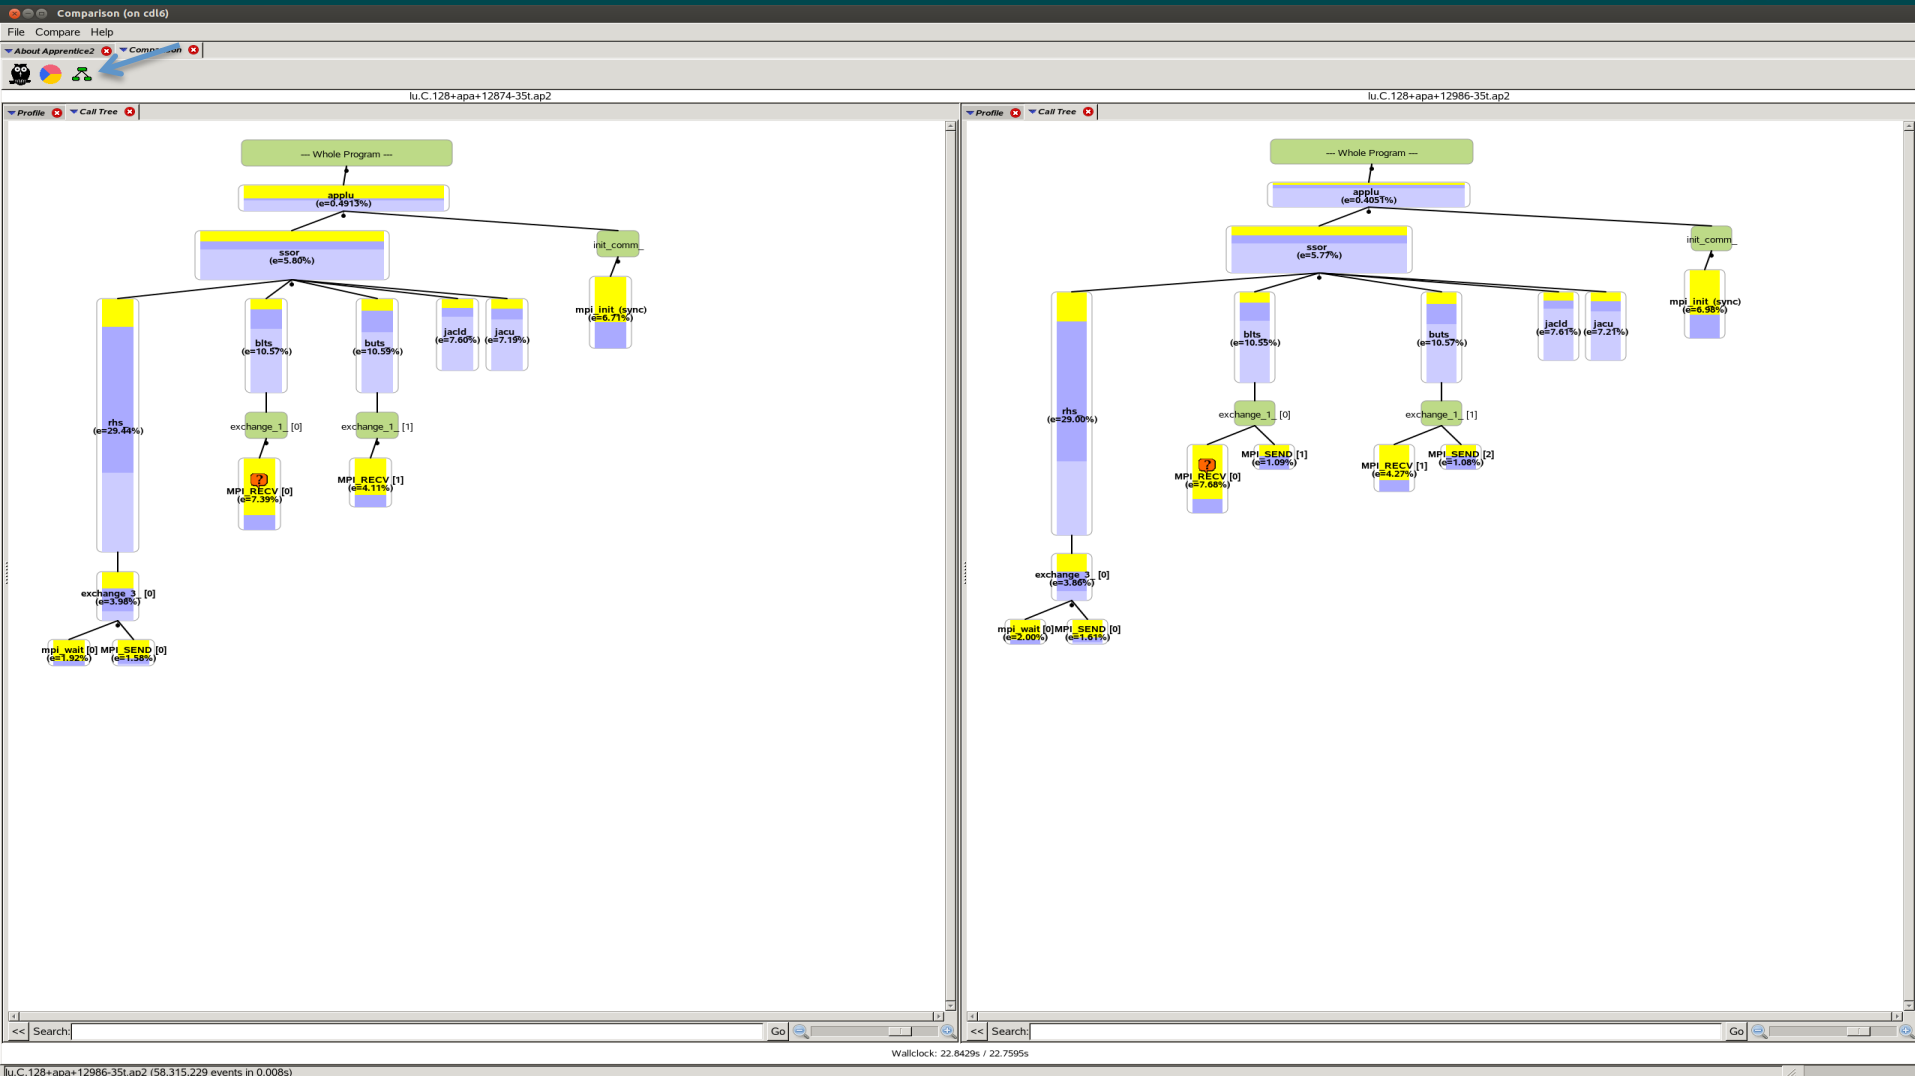 Comparison (on cdl6)
File Compare Help
About Apprentice2
Comparison
lu.C.128+apa+12874-35t.ap2
lu.C.128+apa+12986-35t.ap2
Profile Call Tree
--- Whole Program ---
applu
(e=0.4913%)
ssor
(e=5.80%)
init_comm_
mpi_init_(sync)
(e=6.71%)
rhs
(e=29.44%)
blts
(e=10.57%)
buts
(e=10.59%)
jacld
(e=7.60%)
jacu
(e=7.19%)
exchange_1_ [0]
exchange_1_ [1]
?
MPI_RECV [0]
(e=7.39%)
MPI_RECV [1]
(e=4.11%)
exchange_3_ [0]
(e=3.98%)
mpi_wait [0]
(e=1.92%)
MPI_SEND [0]
(e=1.58%)
<< Search: Go
Profile Call Tree
--- Whole Program ---
applu
(e=0.4051%)
ssor
(e=5.77%)
init_comm_
mpi_init_(sync)
(e=6.98%)
rhs
(e=29.00%)
blts
(e=10.55%)
buts
(e=10.57%)
jacld
(e=7.61%)
jacu
(e=7.21%)
exchange_1_ [0]
exchange_1_ [1]
?
MPI_RECV [0]
(e=7.68%)
MPI_SEND [1]
(e=1.09%)
MPI_RECV [1]
(e=4.27%)
MPI_SEND [2]
(e=1.08%)
exchange_3_ [0]
(e=3.86%)
mpi_wait [0]
(e=2.00%)
MPI_SEND [0]
(e=1.61%)
<< Search: Go
Wallclock: 22.8429s / 22.7595s
lu.C.128+apa+12986-35t.ap2 (58,315,229 events in 0.008s)